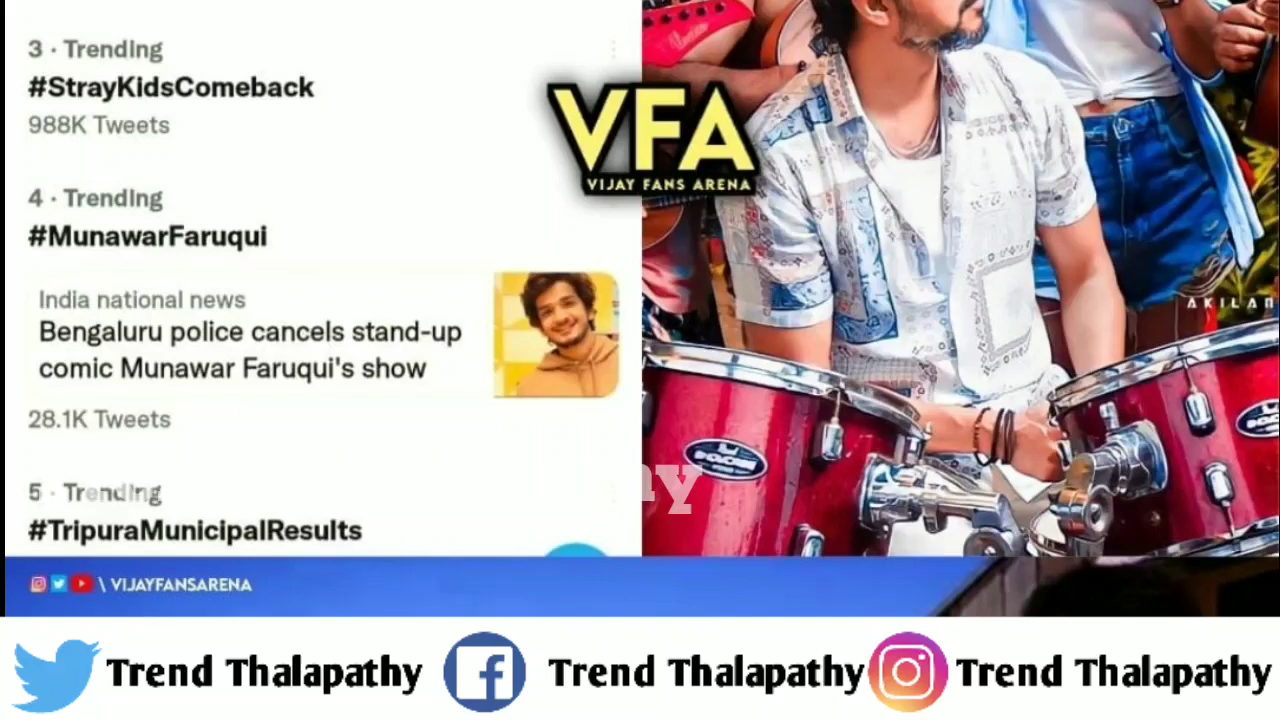 3 · Trending
#StrayKidsComeback
988K Tweets
4 · Trending
#MunawarFaruqui
India national news
Bengaluru police cancels stand-up
comic Munawar Faruqui's show
28.1K Tweets
5 · Trending
#TripuraMunicipalResults
VFA
VIJAY FANS ARENA
\ VIJAYFANSARENA
Trend Thalapathy
Trend Thalapathy
Trend Thalapathy